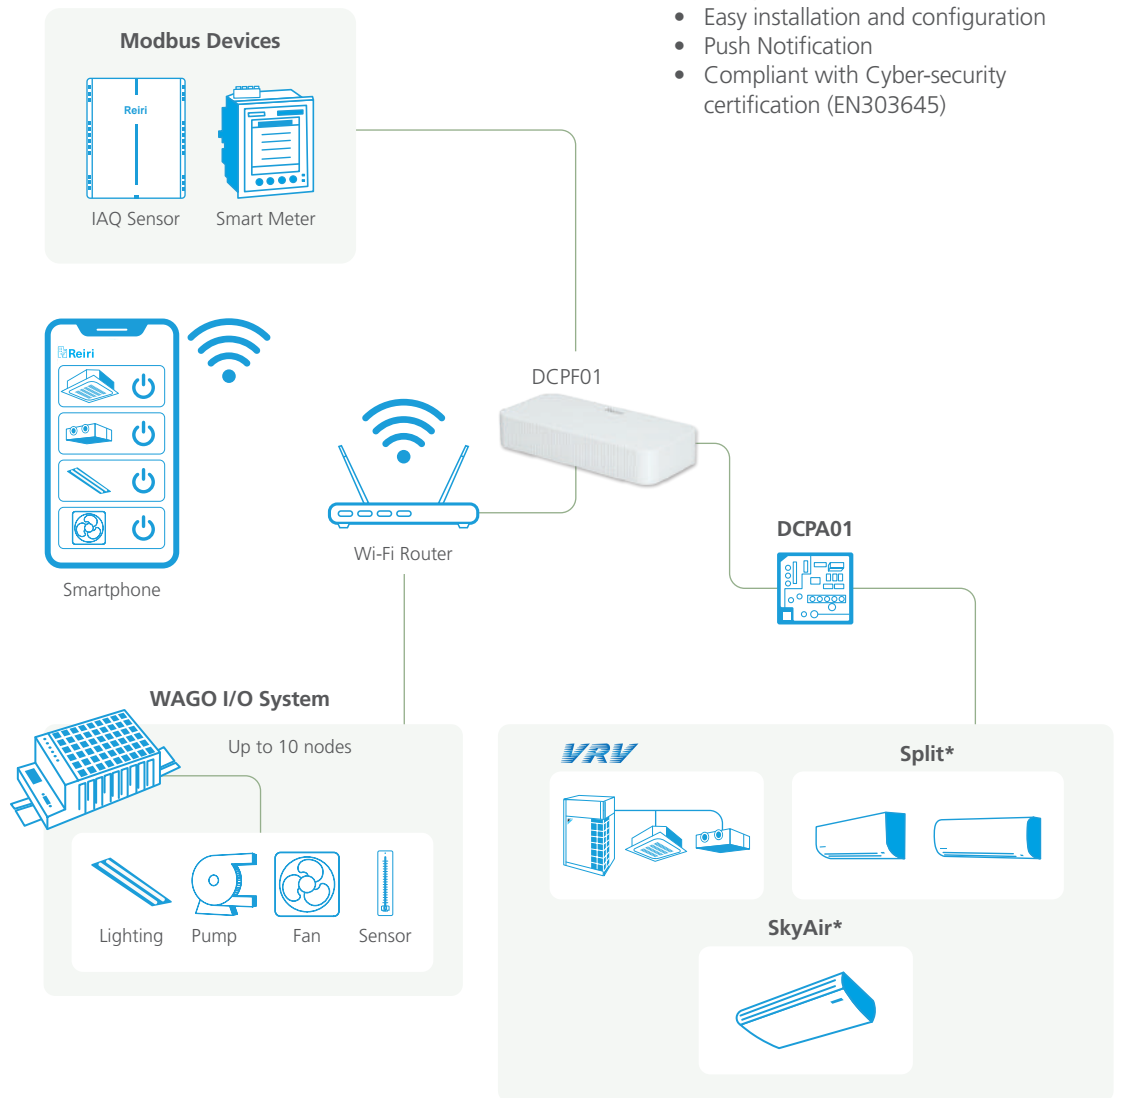 • Easy installation and configuration
• Push Notification
• Compliant with Cyber-security
certification (EN303645)
Modbus Devices
Reiri
IAQ Sensor
Smart Meter
Reiri
Smartphone
DCPF01
Wi-Fi Router
DCPA01
WAGO I/O System
Up to 10 nodes
Lighting
Pump
Fan
Sensor
VRV
Split*
SkyAir*